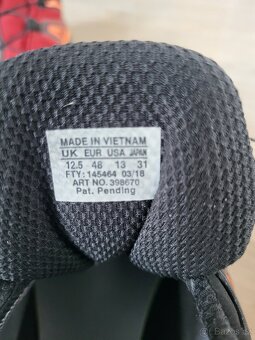 MADE IN VIETNAM
UK EUR USA JAPAN
12.5 48 13 31
FTY: 145464 03/18
ART NO. 398670
Pat. Pending